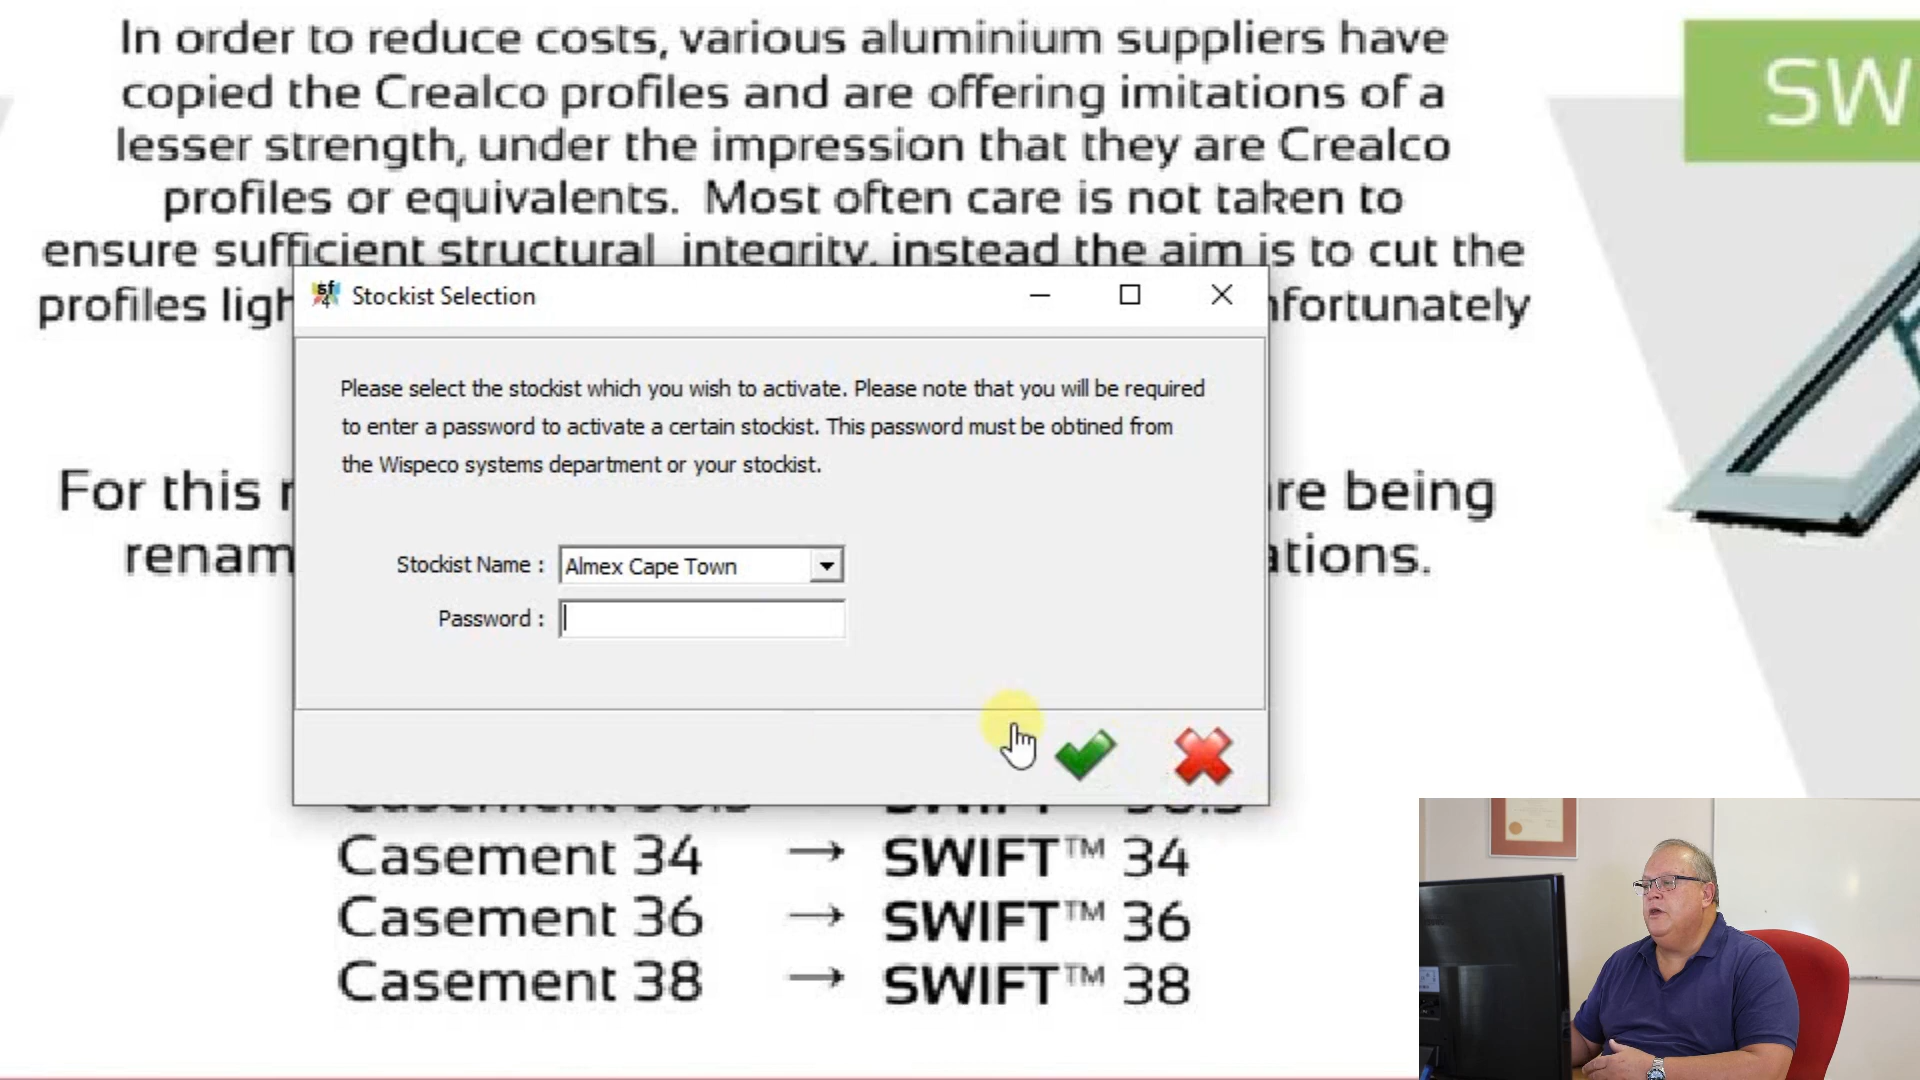 In order to reduce costs, various aluminium suppliers have
copied the Crealco profiles and are offering imitations of a
lesser strength, under the impression that they are Crealco
profiles or equivalents. Most often care is not taken to
ensure sufficient structural integrity, instead the aim is to cut the
profiles ligh
nfortunately
SW
sf
4
Stockist Selection
Please select the stockist which you wish to activate. Please note that you will be required
to enter a password to activate a certain stockist. This password must be obtined from
the Wispeco systems department or your stockist.
For this r
re being
renam
ations.
Stockist Name :
Almex Cape Town
Password :
Casement 34 → SWIFT™ 34
Casement 36 → SWIFT™ 36
Casement 38 → SWIFT™ 38